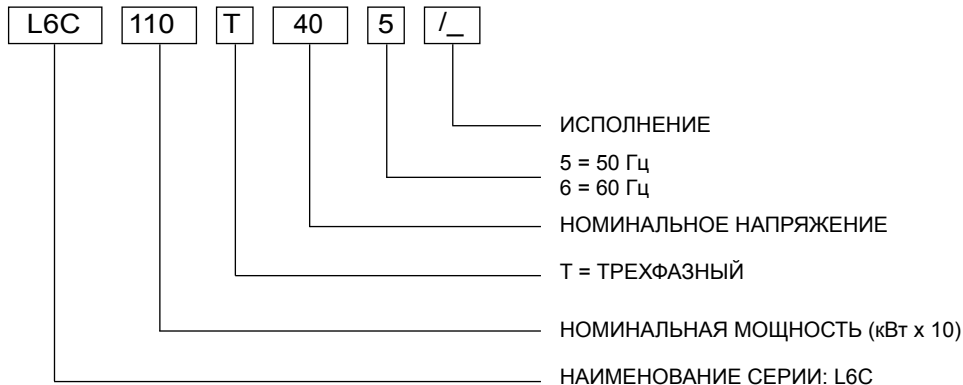 L6C 110 T 40 5 /_
ИСПОЛНЕНИЕ
5 = 50 Гц
6 = 60 Гц
НОМИНАЛЬНОЕ НАПРЯЖЕНИЕ
T = ТРЕХФАЗНЫЙ
НОМИНАЛЬНАЯ МОЩНОСТЬ (кВт x 10)
НАИМЕНОВАНИЕ СЕРИИ: L6C